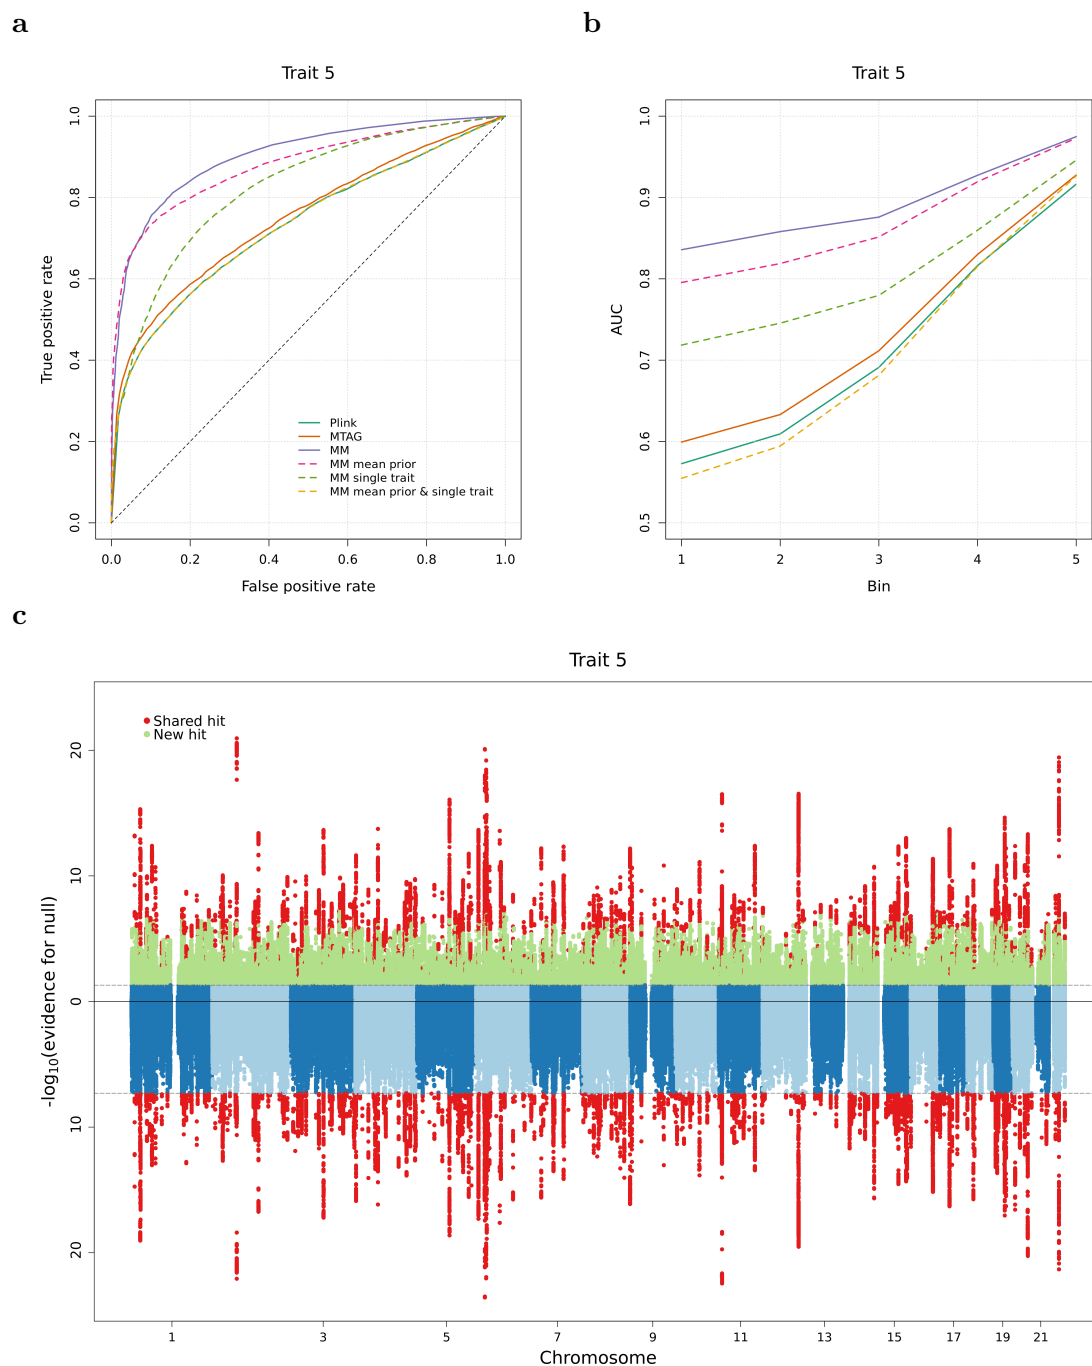 a
b
Trait 5
Trait 5
True positive rate
0.0
0.2
0.4
0.6
0.8
1.0
Plink
MTAG
MM
MM mean prior
MM single trait
MM mean prior & single trait
0.0 0.2 0.4 0.6 0.8 1.0
False positive rate
AUC
0.5
0.6
0.7
0.8
0.9
1.0
1 2 3 4 5
Bin
c
Trait 5
Shared hit
New hit
-log10(evidence for null)
20
10
0
10
20
1 3 5 7 9 11 13 15 17 19 21
Chromosome